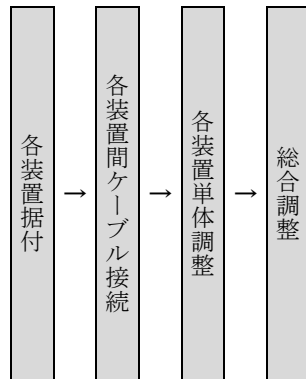 各装置据付
→
各装置間ケーブル接続
→
各装置単体調整
→
総合調整